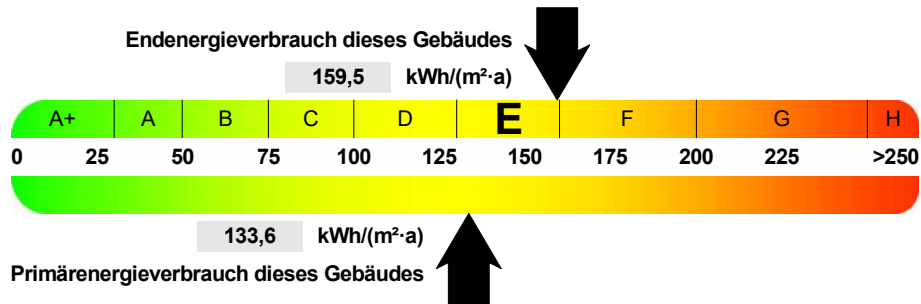 Endenergieverbrauch dieses Gebäudes
159,5 kWh/(m²·a)
A+ A B C D E F G H
0 25 50 75 100 125 150 175 200 225 >250
133,6 kWh/(m²·a)
Primärenergieverbrauch dieses Gebäudes